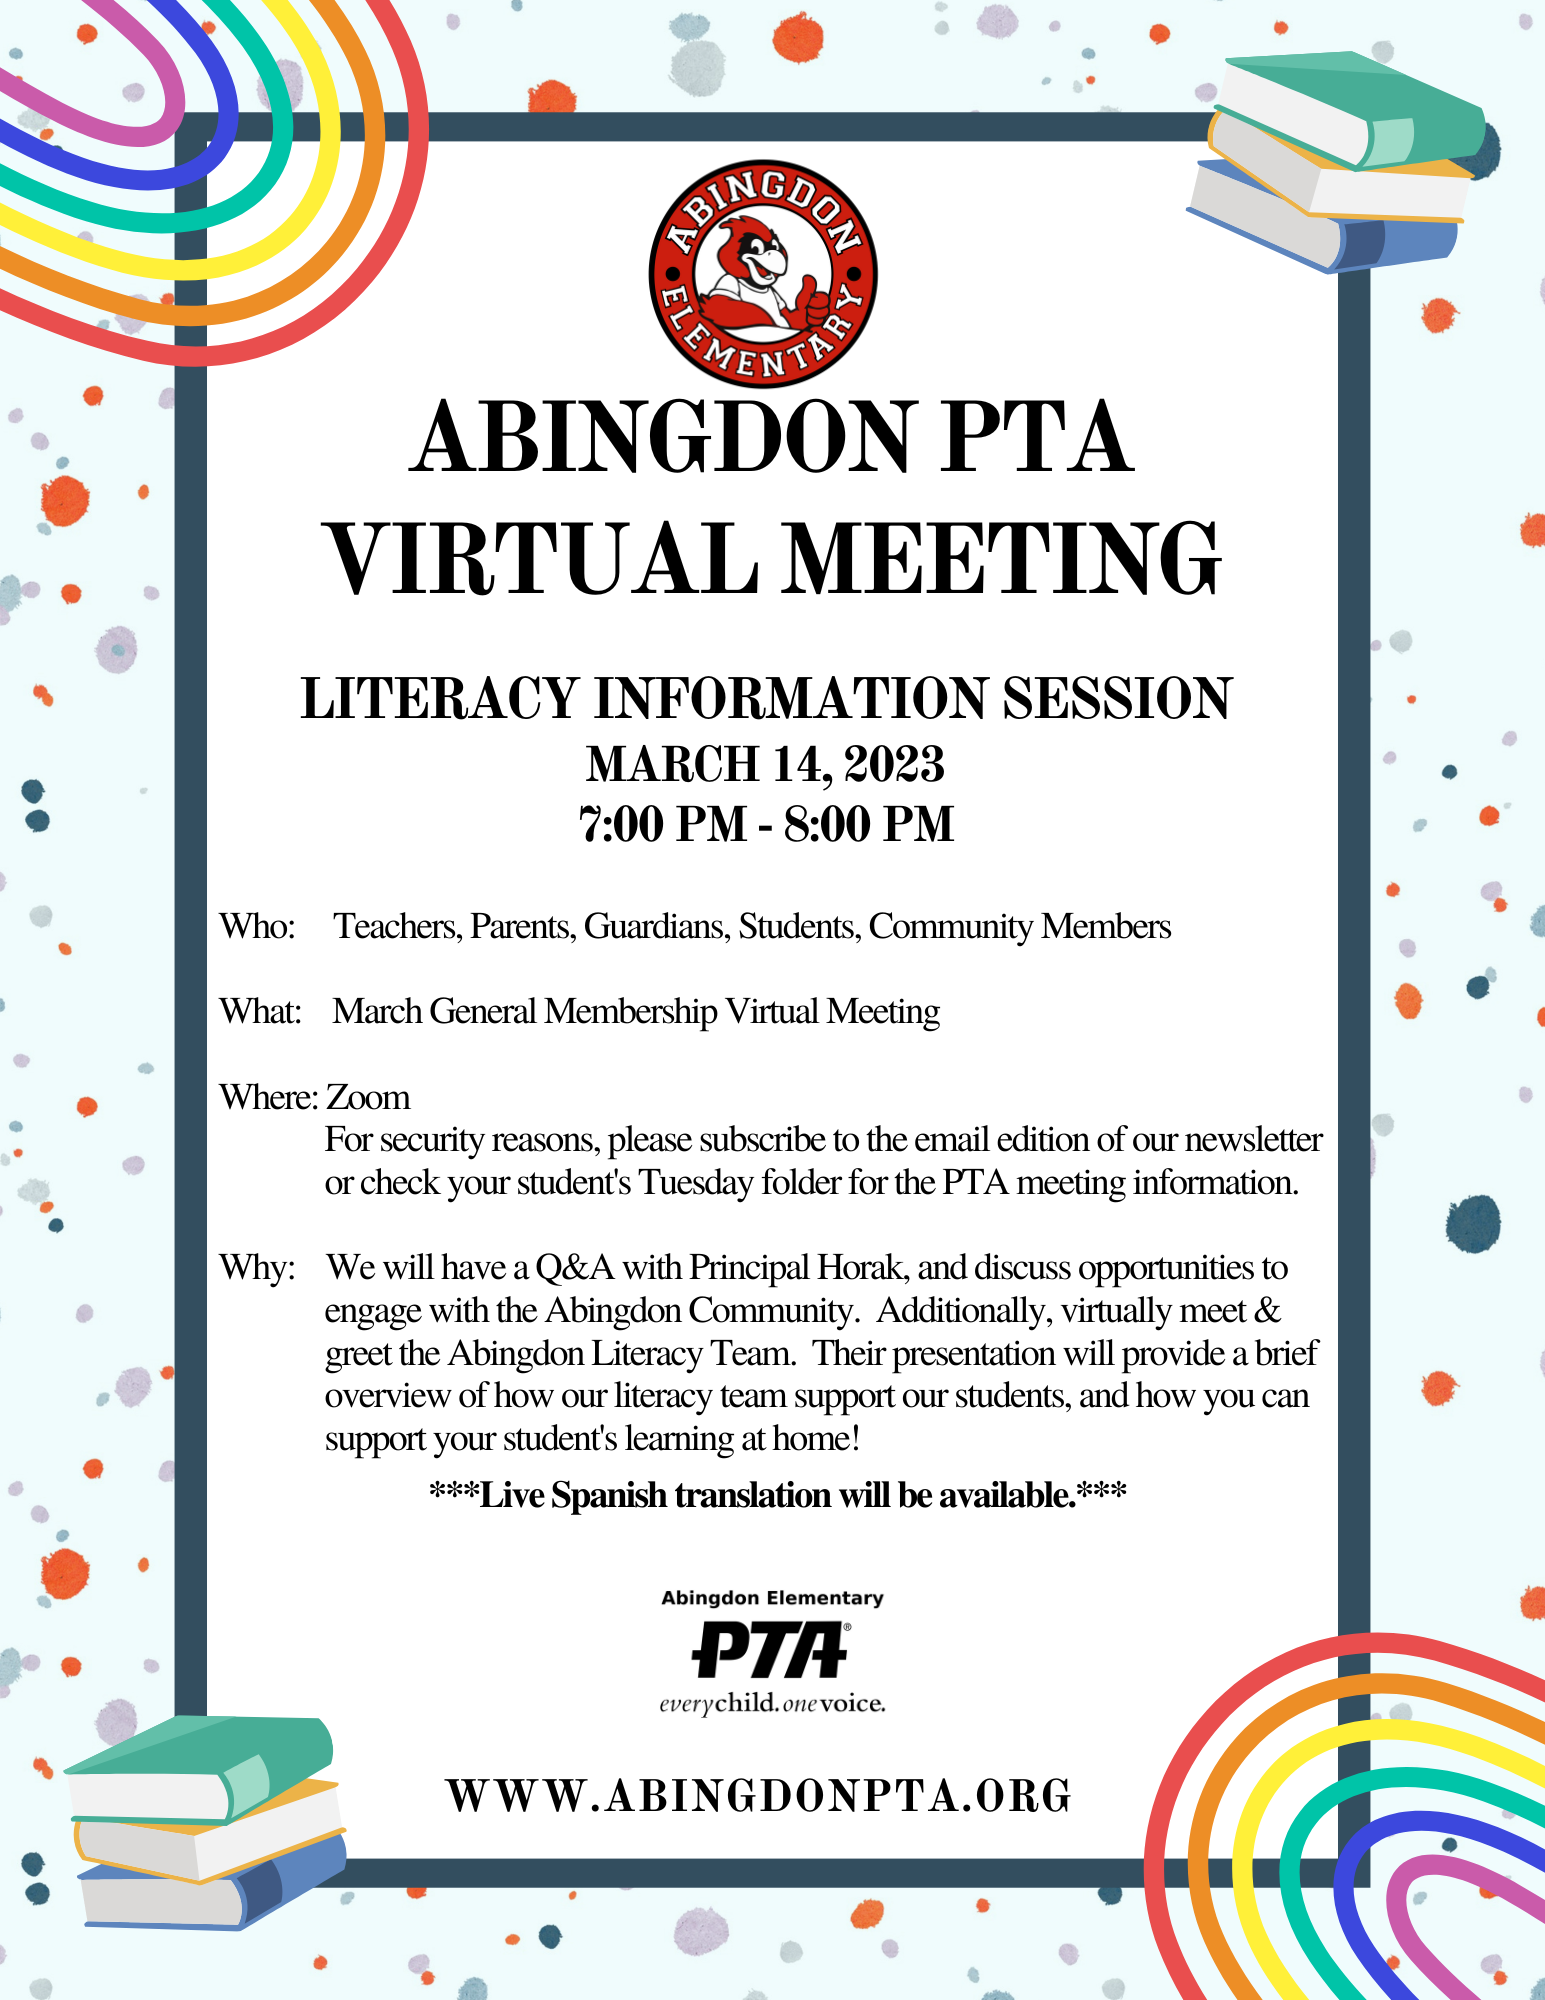 ABINGDON
ELEMENTARY
ABINGDON PTA
VIRTUAL MEETING
LITERACY INFORMATION SESSION
MARCH 14, 2023
7:00 PM - 8:00 PM
Who: Teachers, Parents, Guardians, Students, Community Members
What: March General Membership Virtual Meeting
Where: Zoom
For security reasons, please subscribe to the email edition of our newsletter
or check your student's Tuesday folder for the PTA meeting information.
Why: We will have a Q&A with Principal Horak, and discuss opportunities to
engage with the Abingdon Community. Additionally, virtually meet &
greet the Abingdon Literacy Team. Their presentation will provide a brief
overview of how our literacy team support our students, and how you can
support your student's learning at home!
***Live Spanish translation will be available.***
Abingdon Elementary
PTA®
everychild.onevoice.
WWW.ABINGDONPTA.ORG